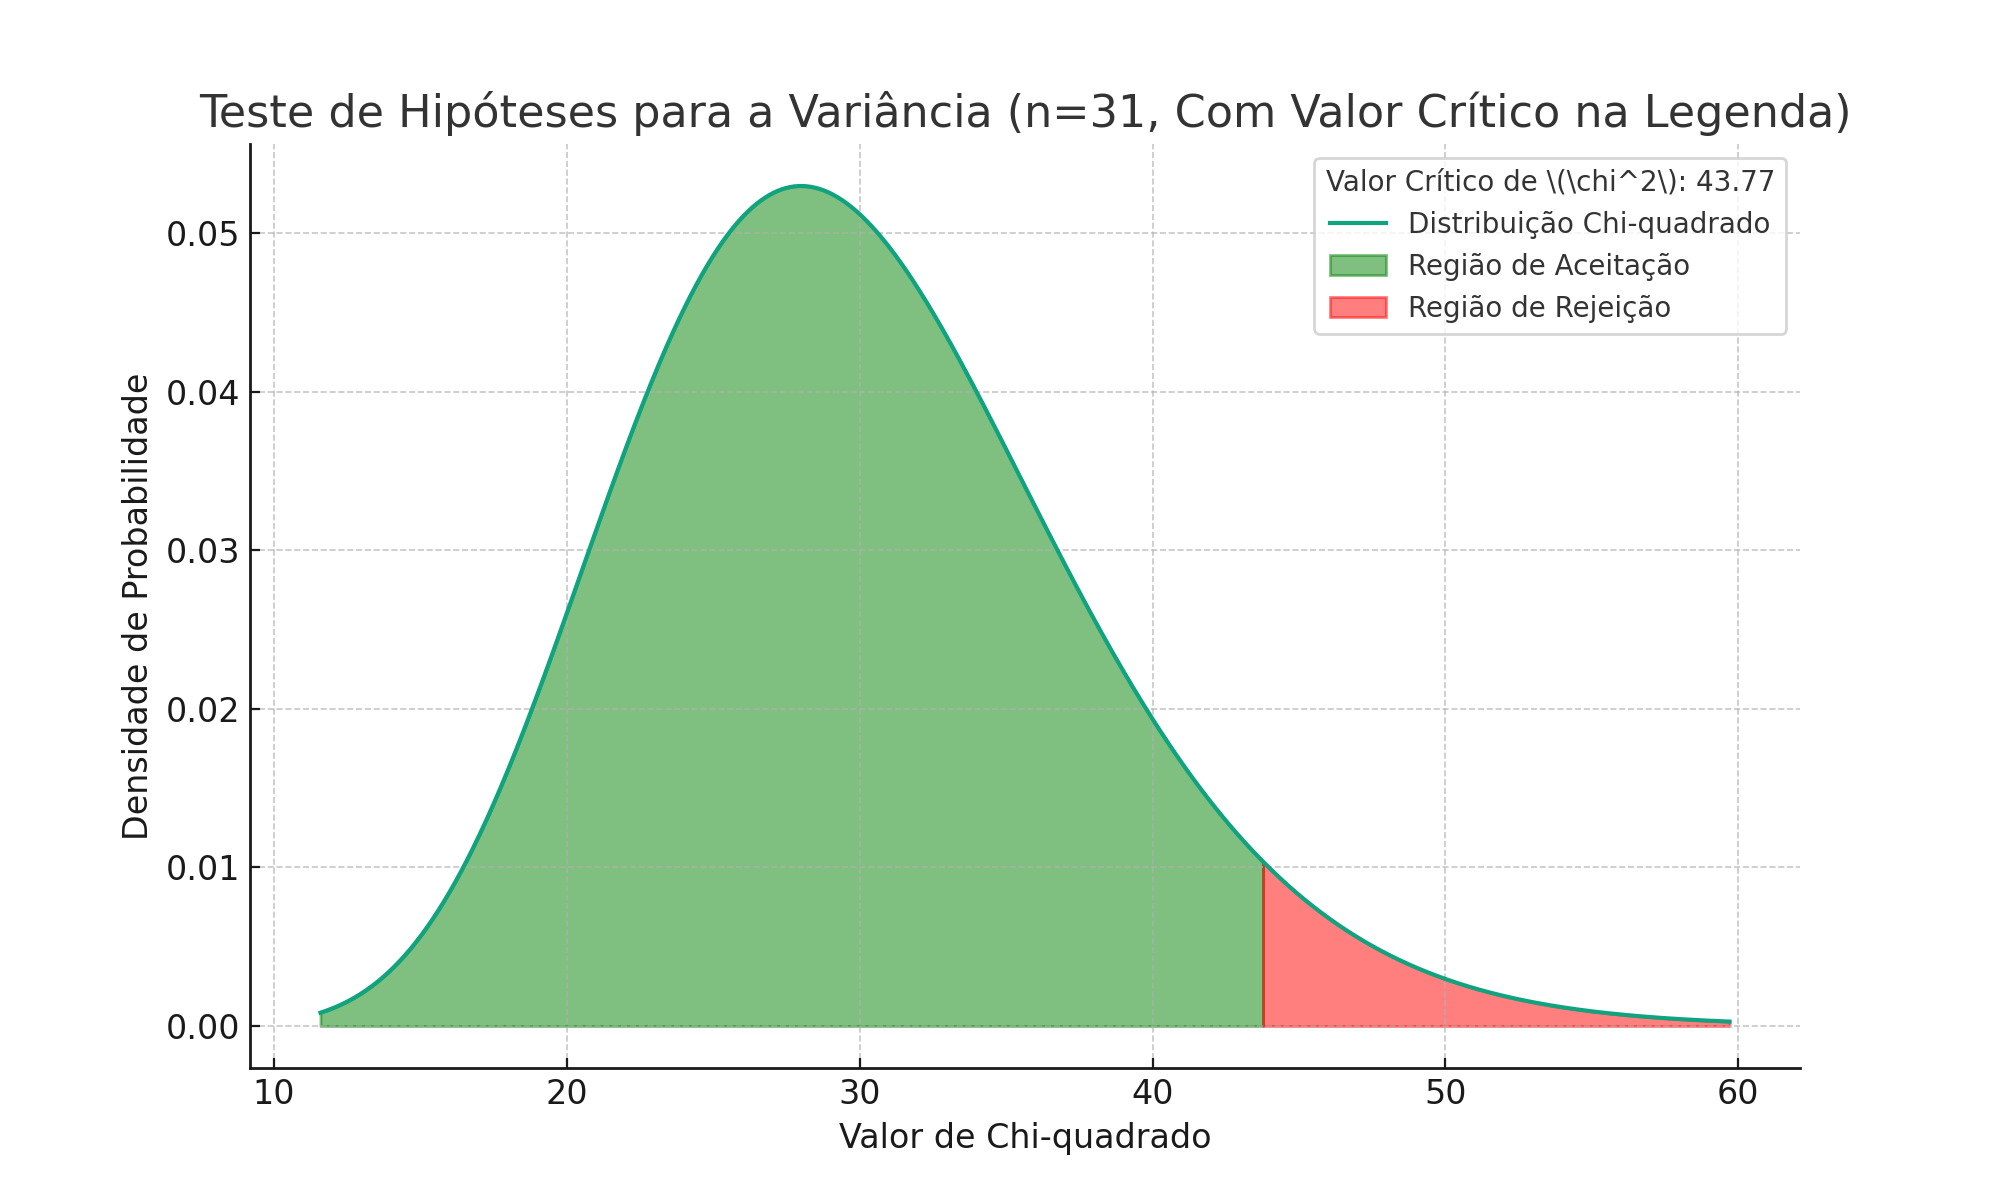 Teste de Hipóteses para a Variância (n=31, Com Valor Crítico na Legenda)
Valor Crítico de \(\chi^2\): 43.77
Distribuição Chi-quadrado
Região de Aceitação
Região de Rejeição
Densidade de Probabilidade
0.05
0.04
0.03
0.02
0.01
0.00
10 20 30 40 50 60
Valor de Chi-quadrado